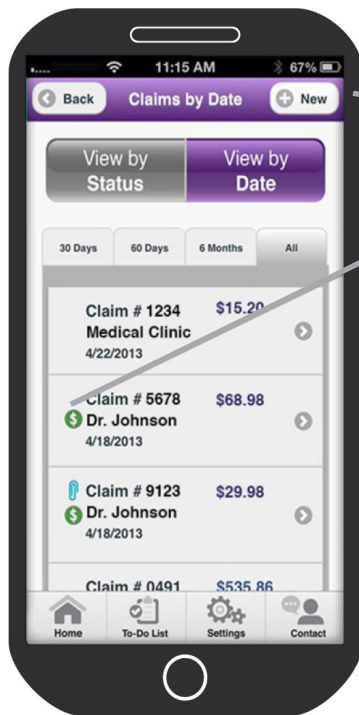 11:15 AM 67%
Back Claims by Date New
View by Status View by Date
30 Days 60 Days 6 Months All
Claim # 1234 $15.20
Medical Clinic
4/22/2013
Claim # 5678 $68.98
Dr. Johnson
4/18/2013
Claim # 9123 $29.98
Dr. Johnson
4/18/2013
Claim # 0491 $535.86
Home To-Do List Settings Contact